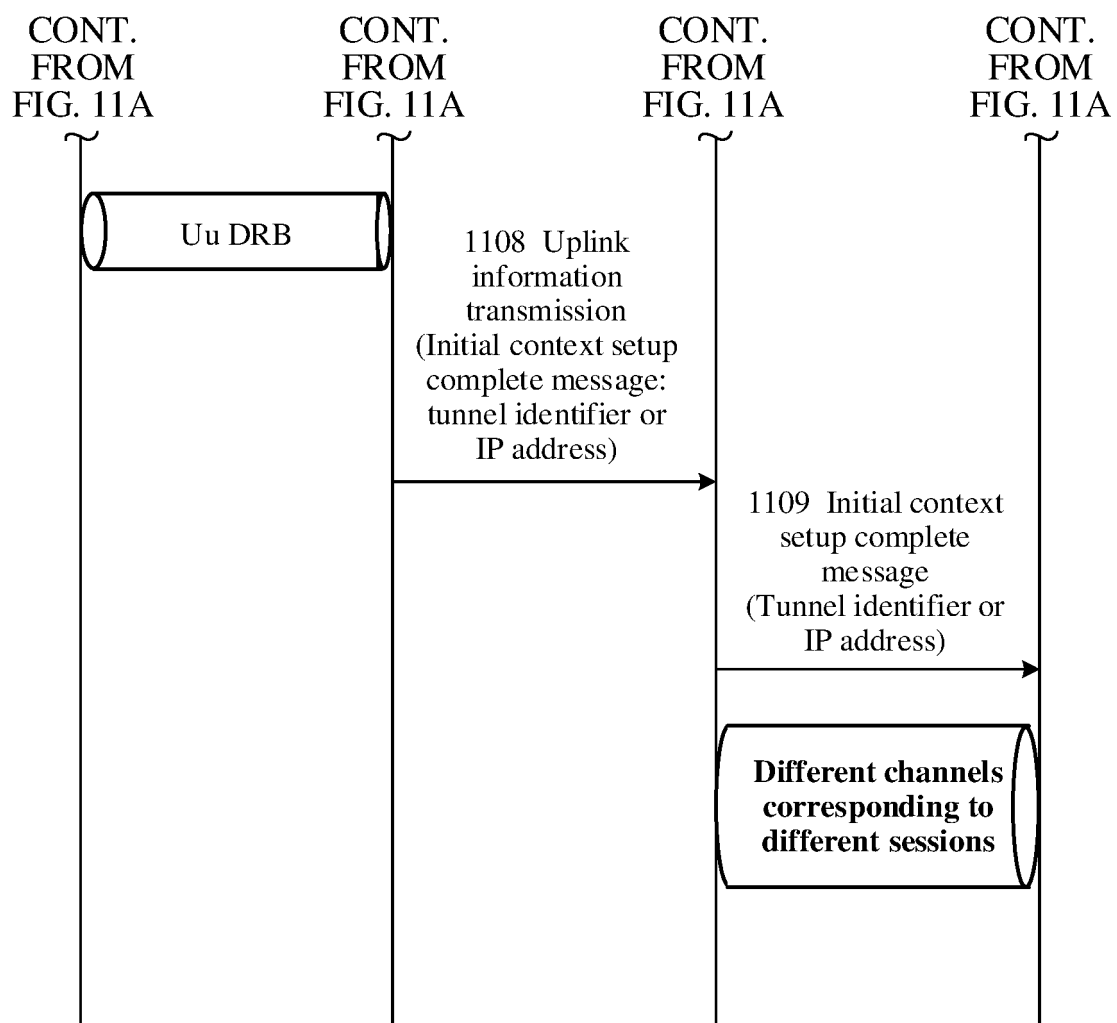 CONT.
FROM
FIG. 11A
CONT.
FROM
FIG. 11A
CONT.
FROM
FIG. 11A
CONT.
FROM
FIG. 11A
Uu DRB
1108 Uplink
information
transmission
(Initial context setup
complete message:
tunnel identifier or
IP address)
1109 Initial context
setup complete
message
(Tunnel identifier or
IP address)
Different channels
corresponding to
different sessions